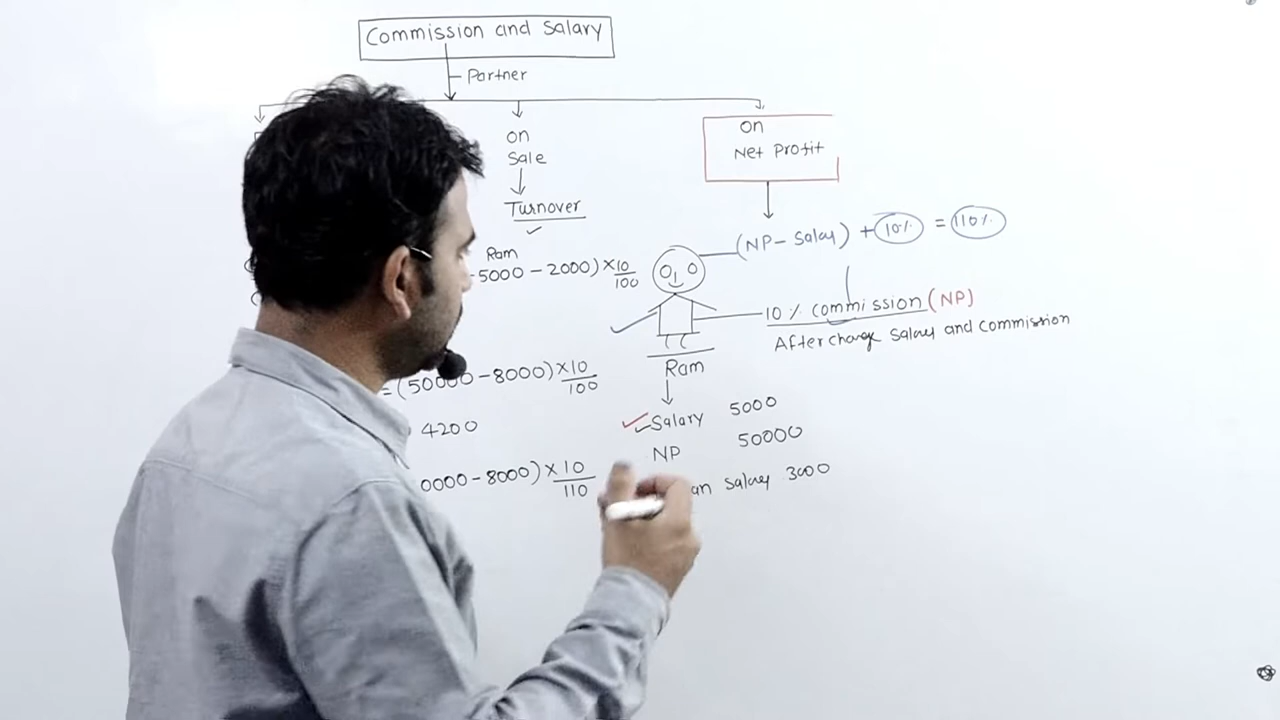 Commission and Salary
Partner
On
Sale
Turnover
On
Net Profit
(NP - Salary) + 10% = 110%
10 % commission (NP)
After charge Salary and Commission
Ram
-5000 - 2000) × 10/100
= (50000 - 8000) × 10/100
4200
0000 - 8000) × 10/110
Ram
Salary 5000
NP 50000
an Salary 3000